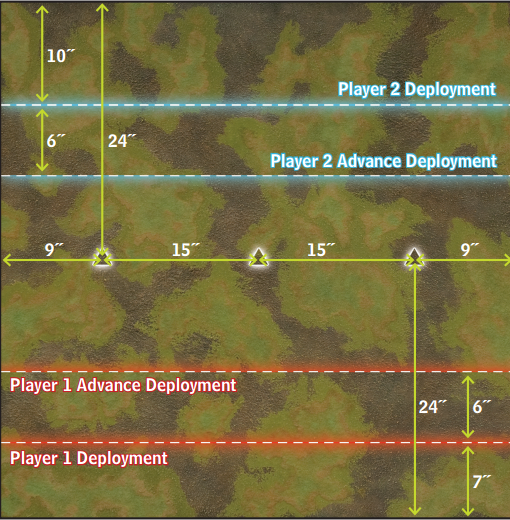 10″
Player 2 Deployment
6″ 24″
Player 2 Advance Deployment
9″ 15″ 15″ 9″
Player 1 Advance Deployment
24″ 6″
Player 1 Deployment
7″